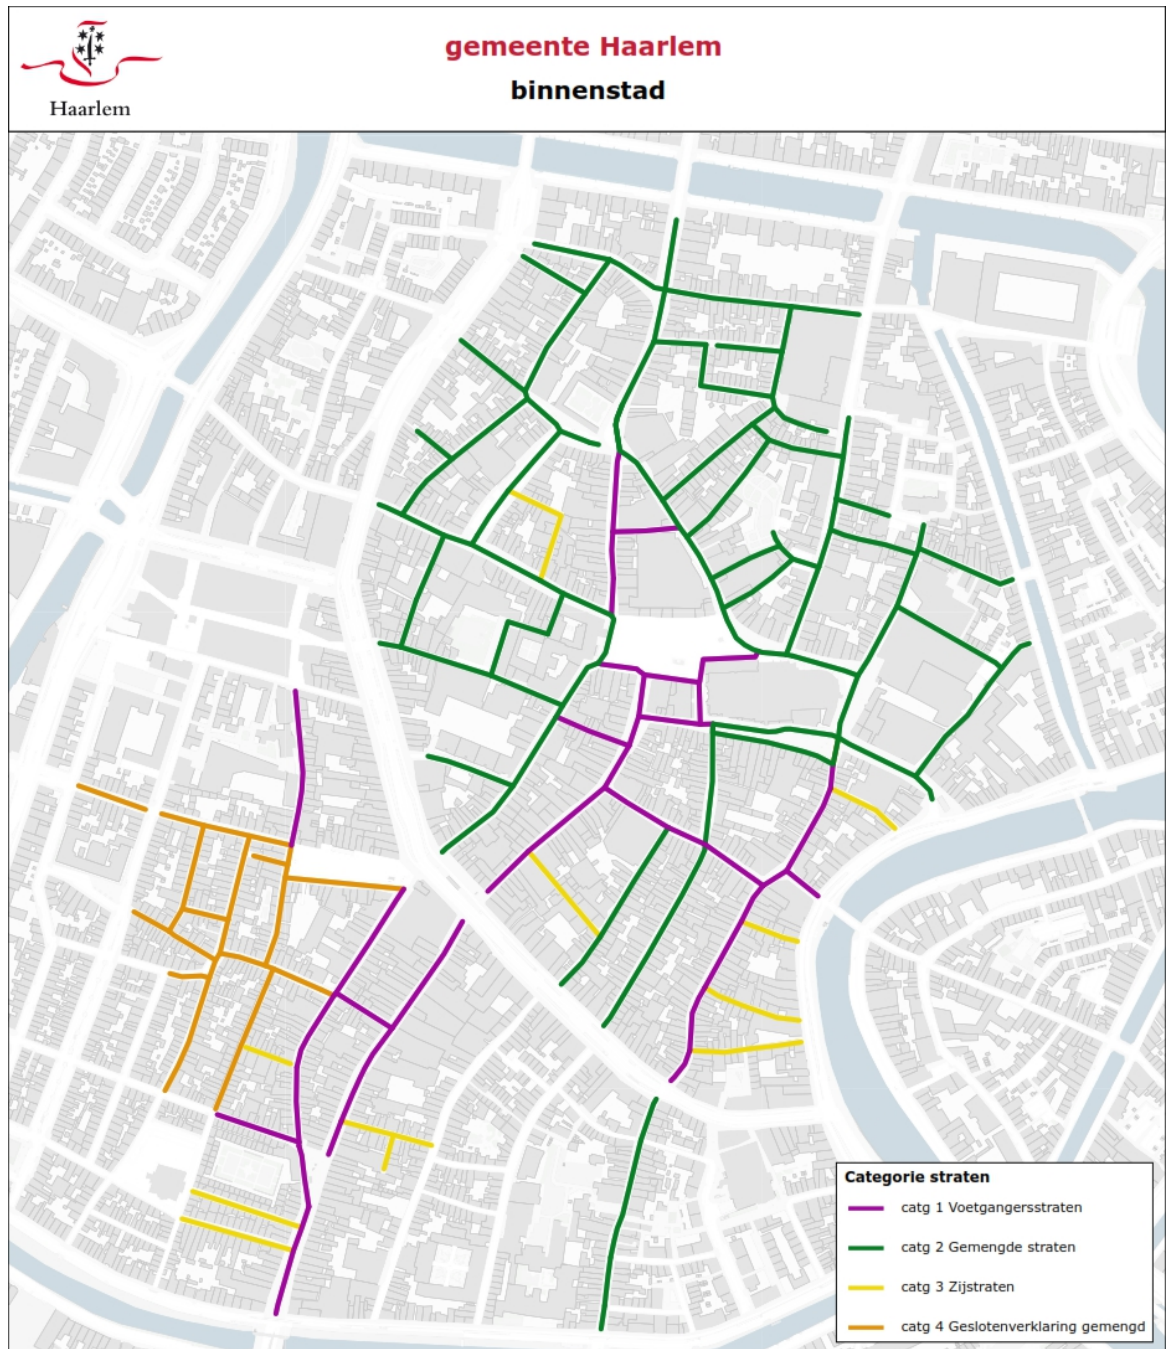 Haarlem
gemeente Haarlem
binnenstad
Categorie straten
catg 1 Voetgangersstraten
catg 2 Gemengde straten
catg 3 Zijstraten
catg 4 Geslotenverklaring gemengd